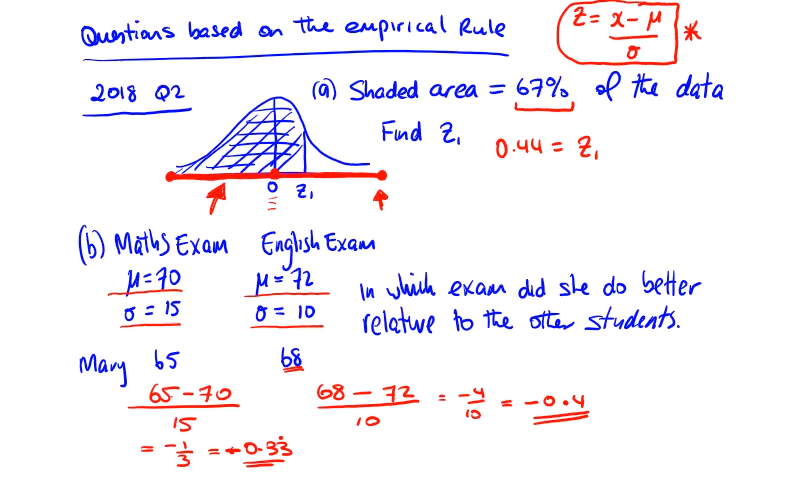 Questions based on the empirical Rule
z = x - μ / σ *
2018 Q2
(a) Shaded area = 67% of the data
Find Z₁
0.44 = Z₁
0 Z₁
(b) Maths Exam English Exam
μ = 70 μ = 72
σ = 15 σ = 10
In which exam did she do better
relative to the other students.
Mary 65 68
65 - 70 / 15
= -1/3 = -0.33̇
68 - 72 / 10 = -4/10 = -0.4